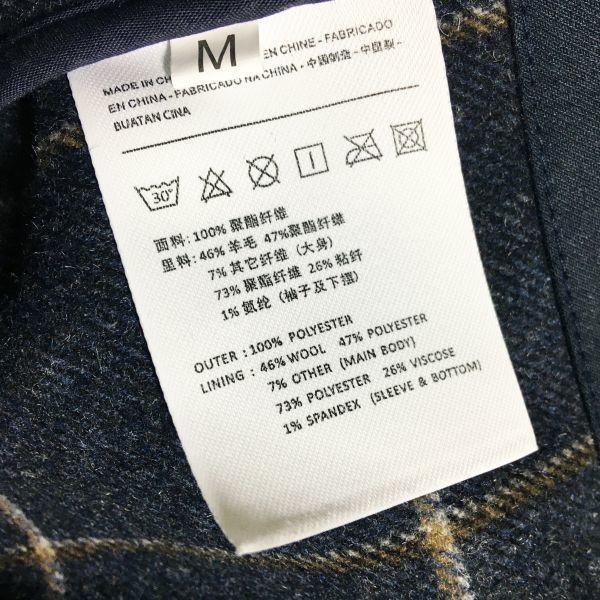 M
MADE IN CH EN CHINE - FABRICADO
EN CHINA - FABRICADO NA CHINA - 中国制造 - 中國製 -
BUATAN CINA
30°
面料: 100% 聚酯纤维
里料: 46% 羊毛 47%聚酯纤维
7% 其它纤维 (大身)
73% 聚酯纤维 26% 粘纤
1% 氨纶 (袖子及下摆)
OUTER : 100% POLYESTER
LINING : 46% WOOL 47% POLYESTER
7% OTHER (MAIN BODY)
73% POLYESTER 26% VISCOSE
1% SPANDEX (SLEEVE & BOTTOM)